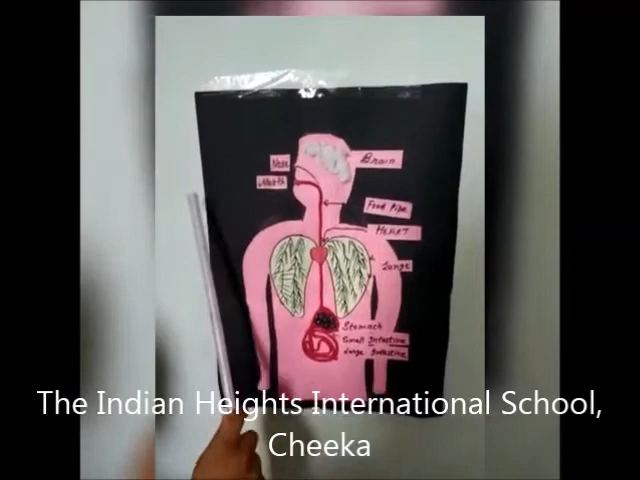 Nose
Brain
Mouth
Food Pipe
HEART
Lungs
Stomach
Small Intestine
Large Intestine
The Indian Heights International School,
Cheeka